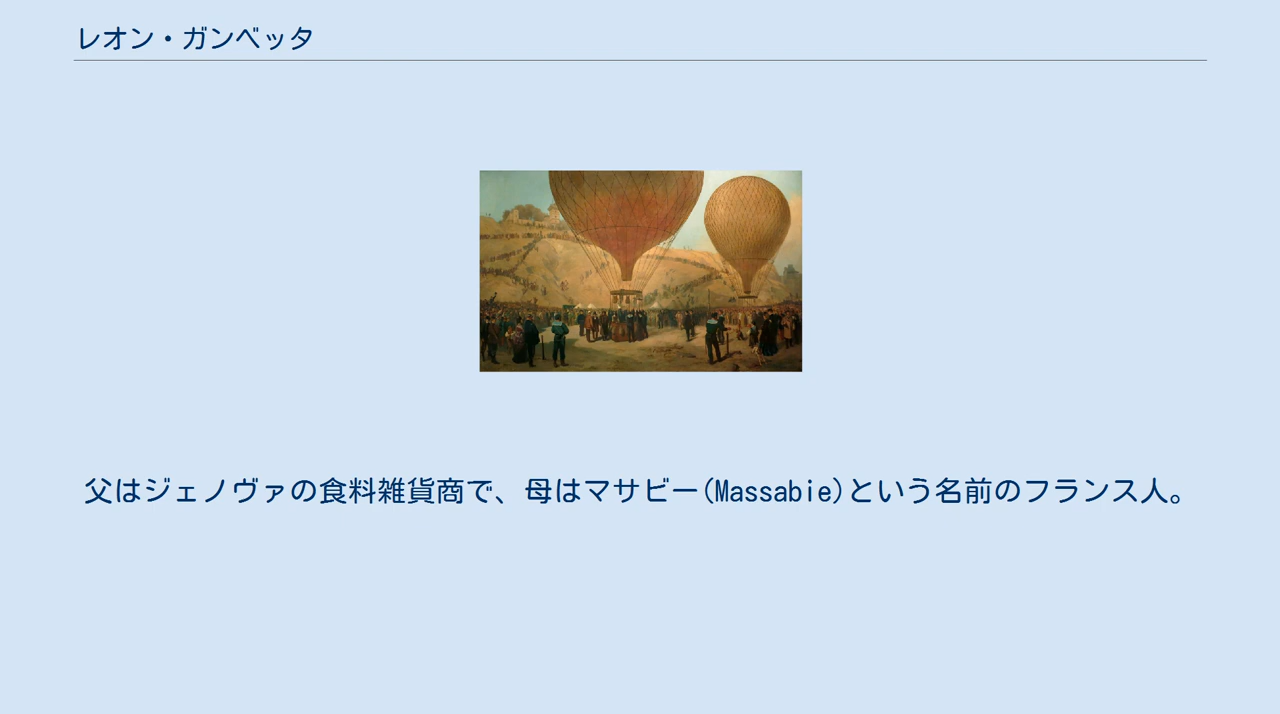 レオン・ガンベッタ
父はジェノヴァの食料雑貨商で、母はマサビー(Massabie)という名前のフランス人。